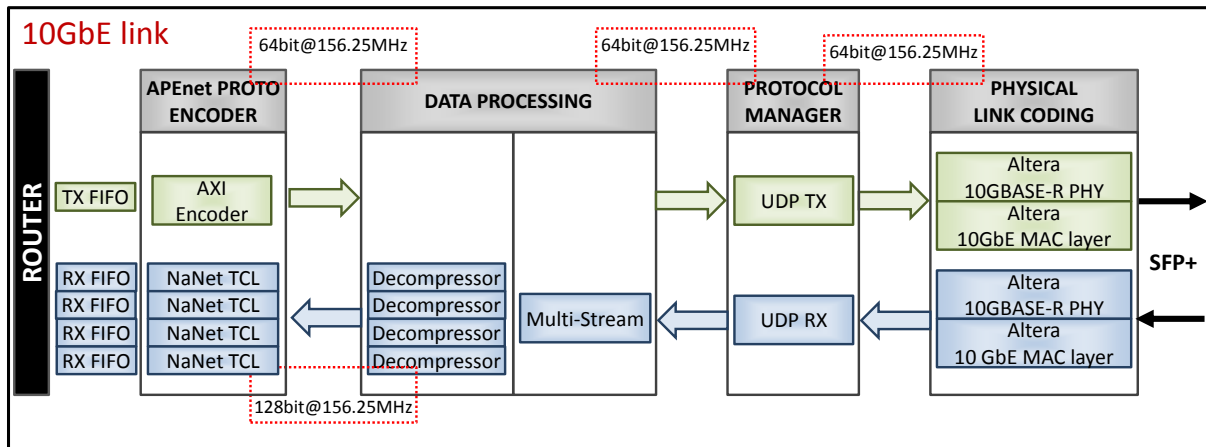 10GbE link
64bit@156.25MHz
64bit@156.25MHz
64bit@156.25MHz
ROUTER
APEnet PROTO
ENCODER
DATA PROCESSING
PROTOCOL
MANAGER
PHYSICAL
LINK CODING
TX FIFO
AXI
Encoder
UDP TX
Altera
10GBASE-R PHY
Altera
10GbE MAC layer
SFP+
RX FIFO
RX FIFO
RX FIFO
RX FIFO
NaNet TCL
NaNet TCL
NaNet TCL
NaNet TCL
Decompressor
Decompressor
Decompressor
Decompressor
Multi-Stream
UDP RX
Altera
10GBASE-R PHY
Altera
10 GbE MAC layer
128bit@156.25MHz